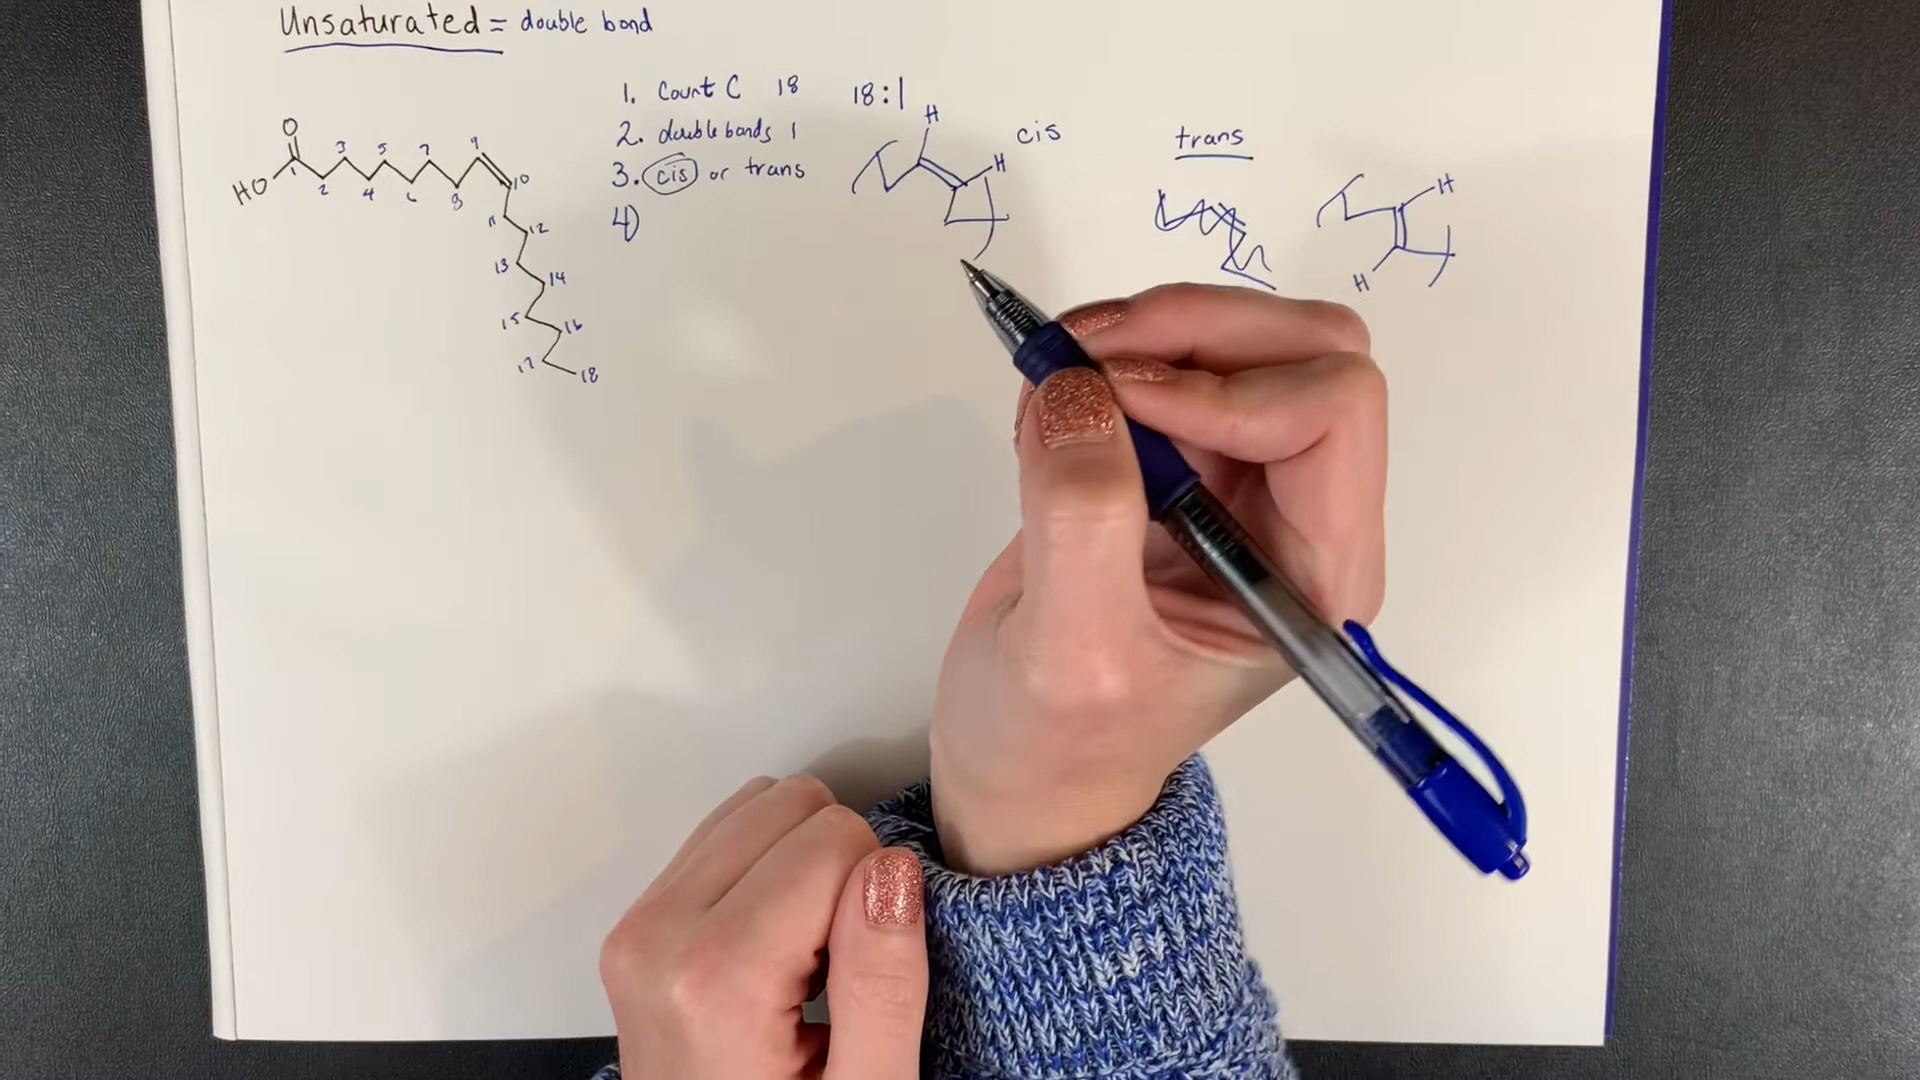 Unsaturated = double bond
1. Count C 18
18:1
2. double bonds 1
3. cis or trans
4)
O
HO
1
2
3
4
5
6
7
8
9
10
11
12
13
14
15
16
17
18
H
H
cis
trans
H
H